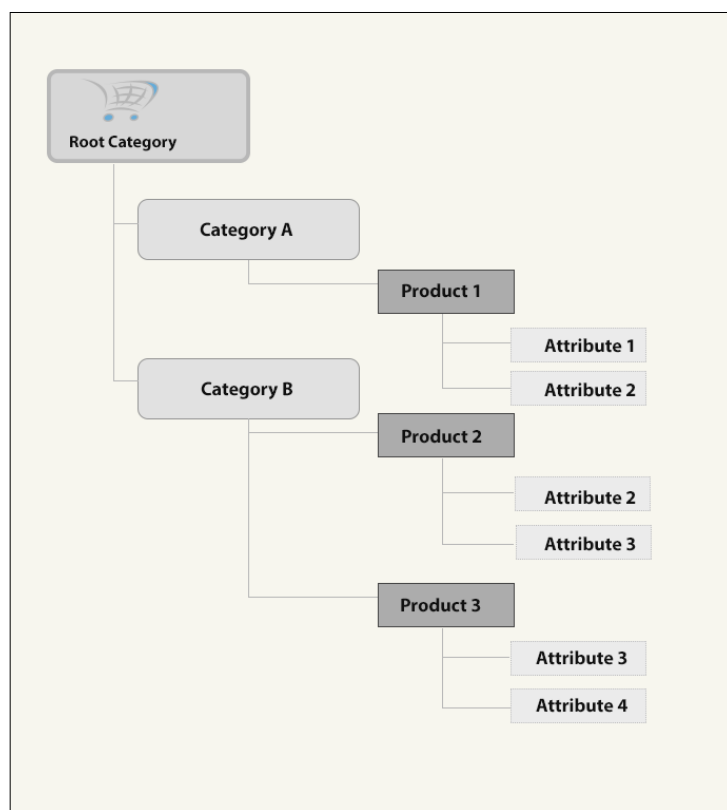 Root Category
Category A
Product 1
Attribute 1
Attribute 2
Category B
Product 2
Attribute 2
Attribute 3
Product 3
Attribute 3
Attribute 4